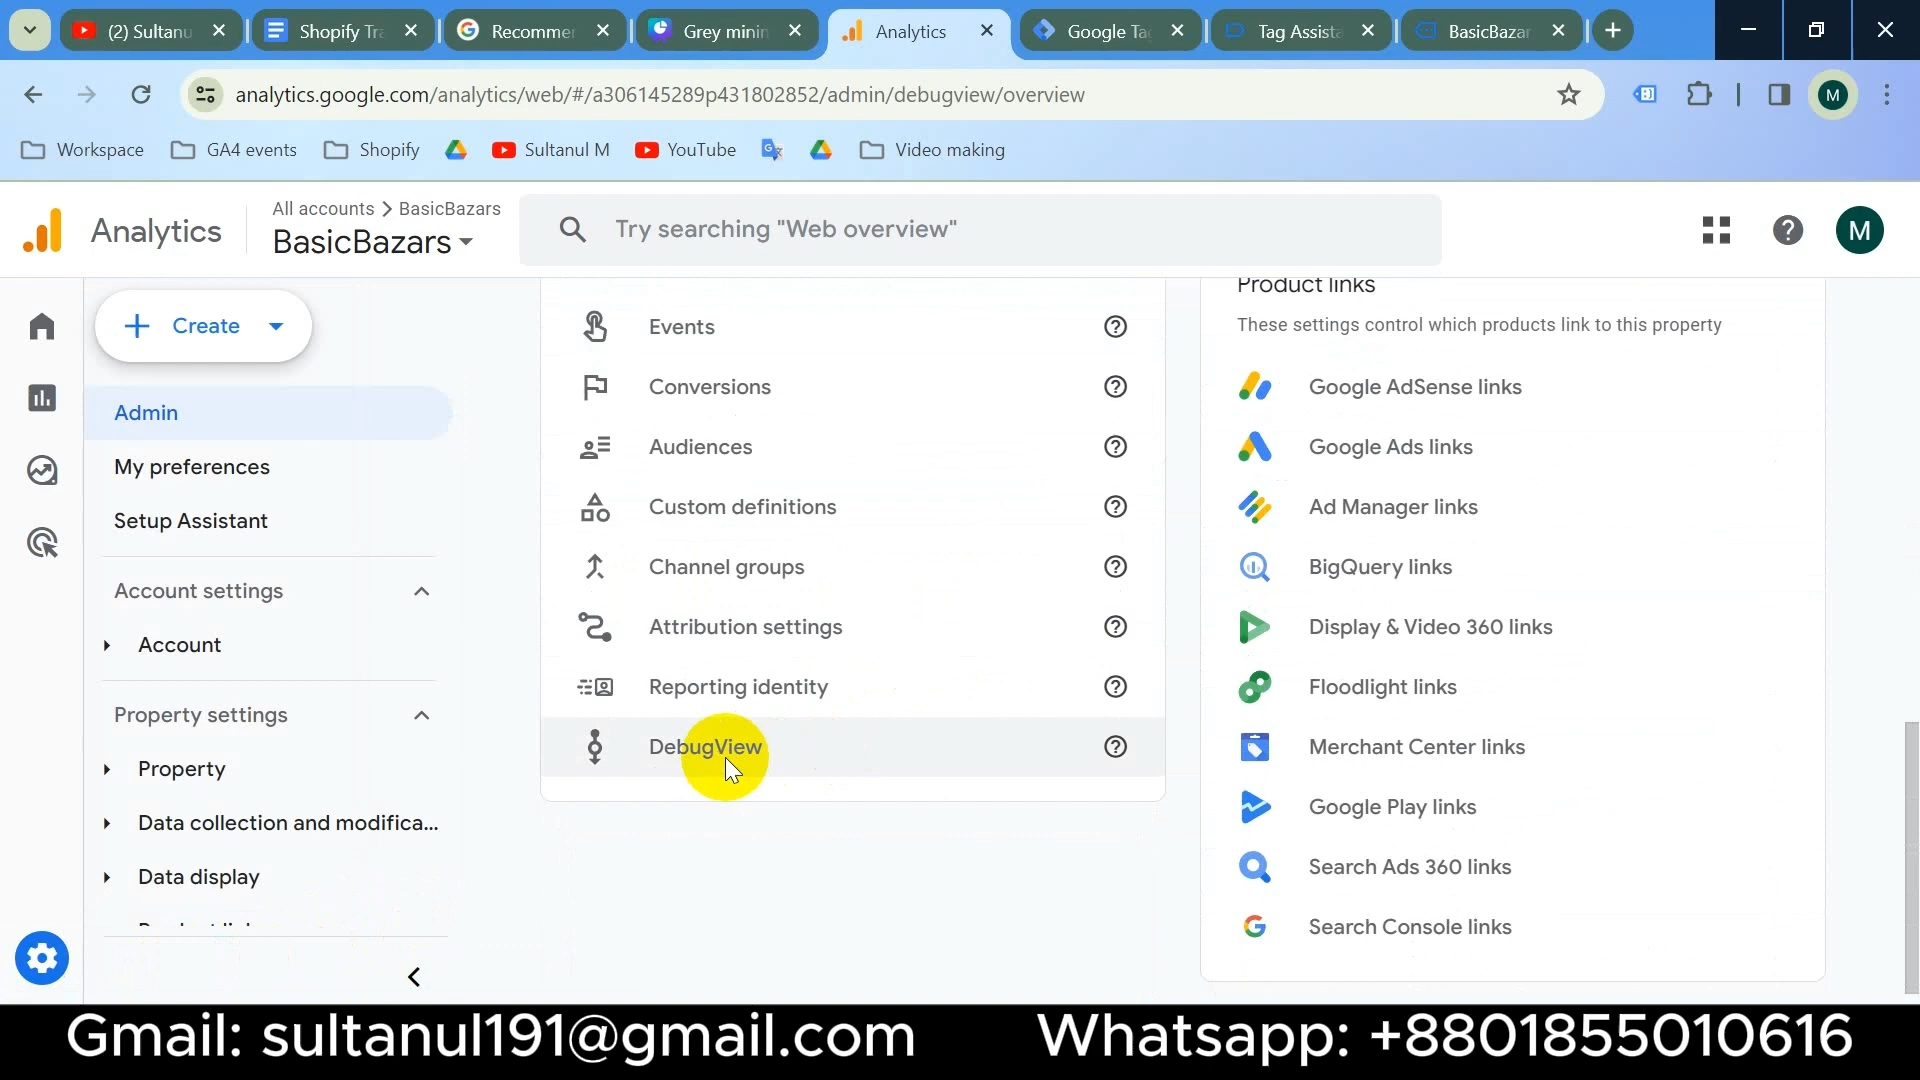 (2) Sultanu
Shopify Tra
Recommen
Grey minin
Analytics
Google Ta
Tag Assista
BasicBazar
analytics.google.com/analytics/web/#/a306145289p431802852/admin/debugview/overview
M
Workspace
GA4 events
Shopify
Sultanul M
YouTube
Video making
Analytics
All accounts > BasicBazars
BasicBazars
Try searching "Web overview"
M
Create
Admin
My preferences
Setup Assistant
Account settings
Account
Property settings
Property
Data collection and modifica...
Data display
Events
Conversions
Audiences
Custom definitions
Channel groups
Attribution settings
Reporting identity
DebugView
Product links
These settings control which products link to this property
Google AdSense links
Google Ads links
Ad Manager links
BigQuery links
Display & Video 360 links
Floodlight links
Merchant Center links
Google Play links
Search Ads 360 links
Search Console links
Gmail: sultanul191@gmail.com
Whatsapp: +8801855010616